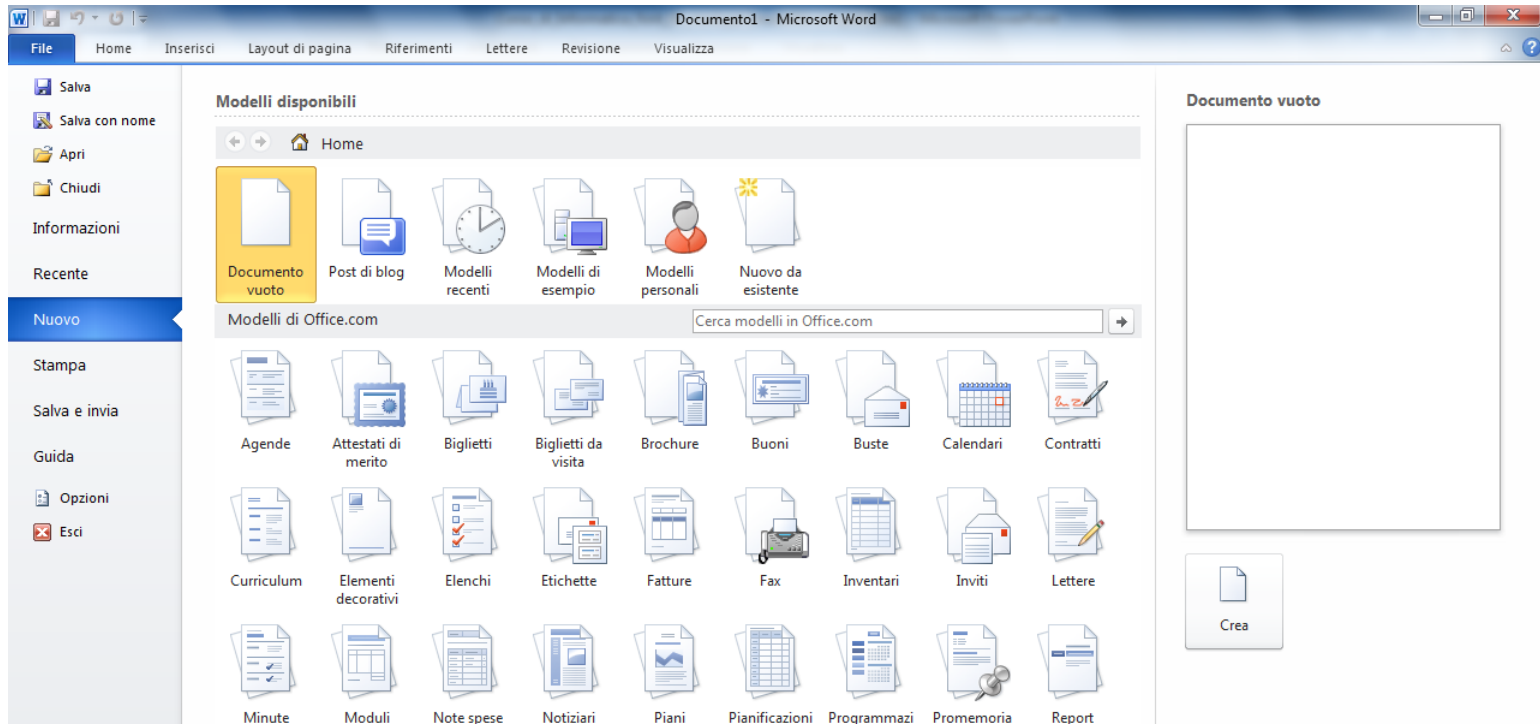 Documento1 - Microsoft Word
File Home Inserisci Layout di pagina Riferimenti Lettere Revisione Visualizza
Salva
Salva con nome
Apri
Chiudi
Informazioni
Recente
Nuovo
Stampa
Salva e invia
Guida
Opzioni
Esci
Modelli disponibili
Home
Documento vuoto
Post di blog
Modelli recenti
Modelli di esempio
Modelli personali
Nuovo da esistente
Modelli di Office.com
Cerca modelli in Office.com
Agende
Attestati di merito
Biglietti
Biglietti da visita
Brochure
Buoni
Buste
Calendari
Contratti
Curriculum
Elementi decorativi
Elenchi
Etichette
Fatture
Fax
Inventari
Inviti
Lettere
Minute
Moduli
Note spese
Notiziari
Piani
Pianificazioni
Programmazi
Promemoria
Report
Documento vuoto
Crea